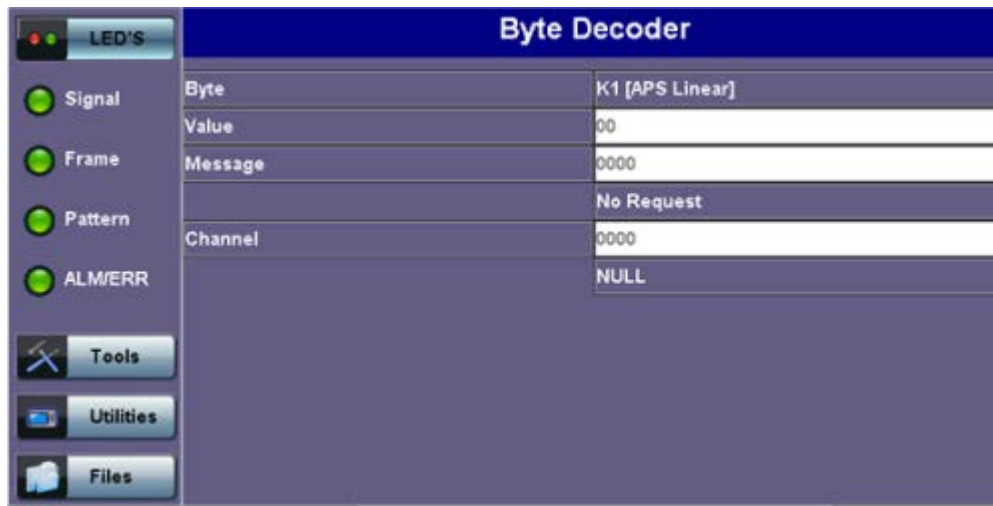 LED'S
Byte Decoder
Signal
Byte K1 [APS Linear]
Value 00
Frame
Message 0000
No Request
Pattern
Channel 0000
ALM/ERR
NULL
Tools
Utilities
Files